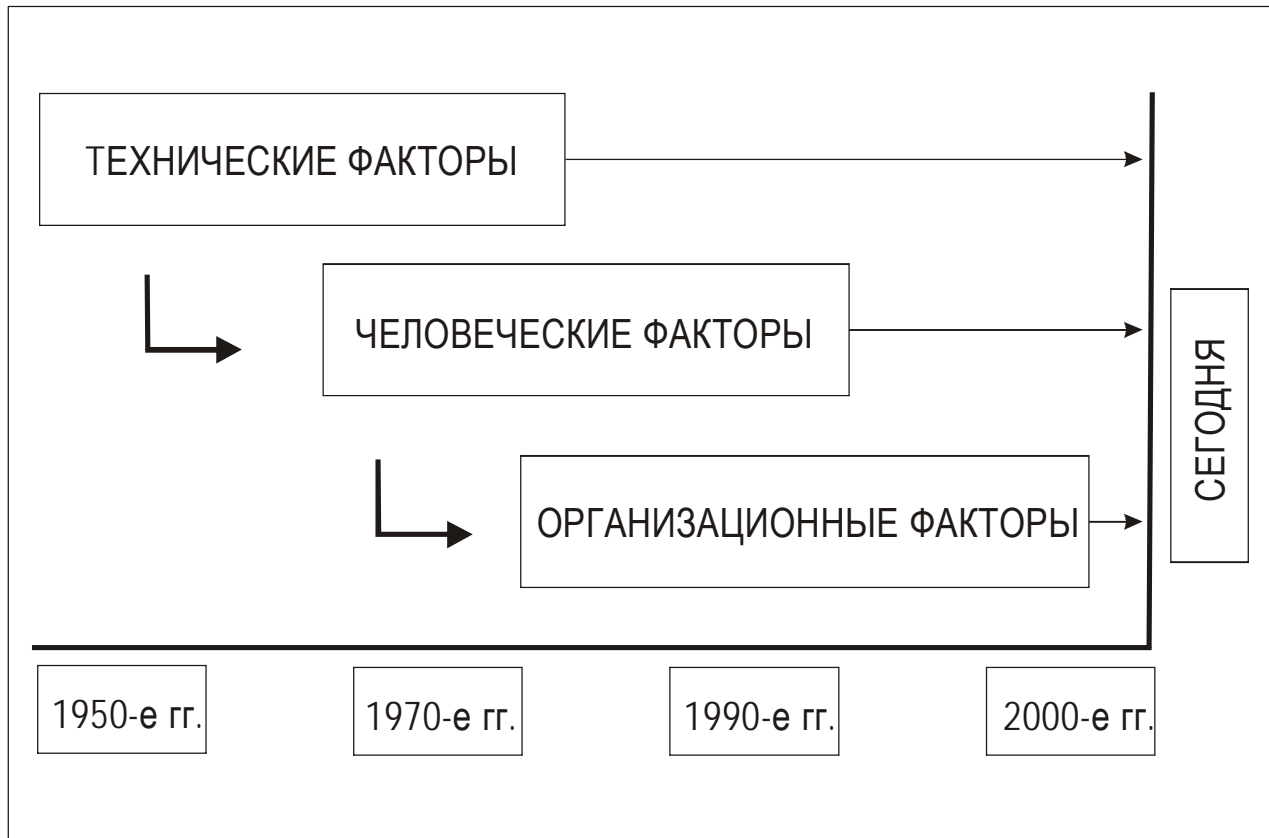 ТЕХНИЧЕСКИЕ ФАКТОРЫ
ЧЕЛОВЕЧЕСКИЕ ФАКТОРЫ
ОРГАНИЗАЦИОННЫЕ ФАКТОРЫ
СЕГОДНЯ
1950-е гг.
1970-е гг.
1990-е гг.
2000-е гг.